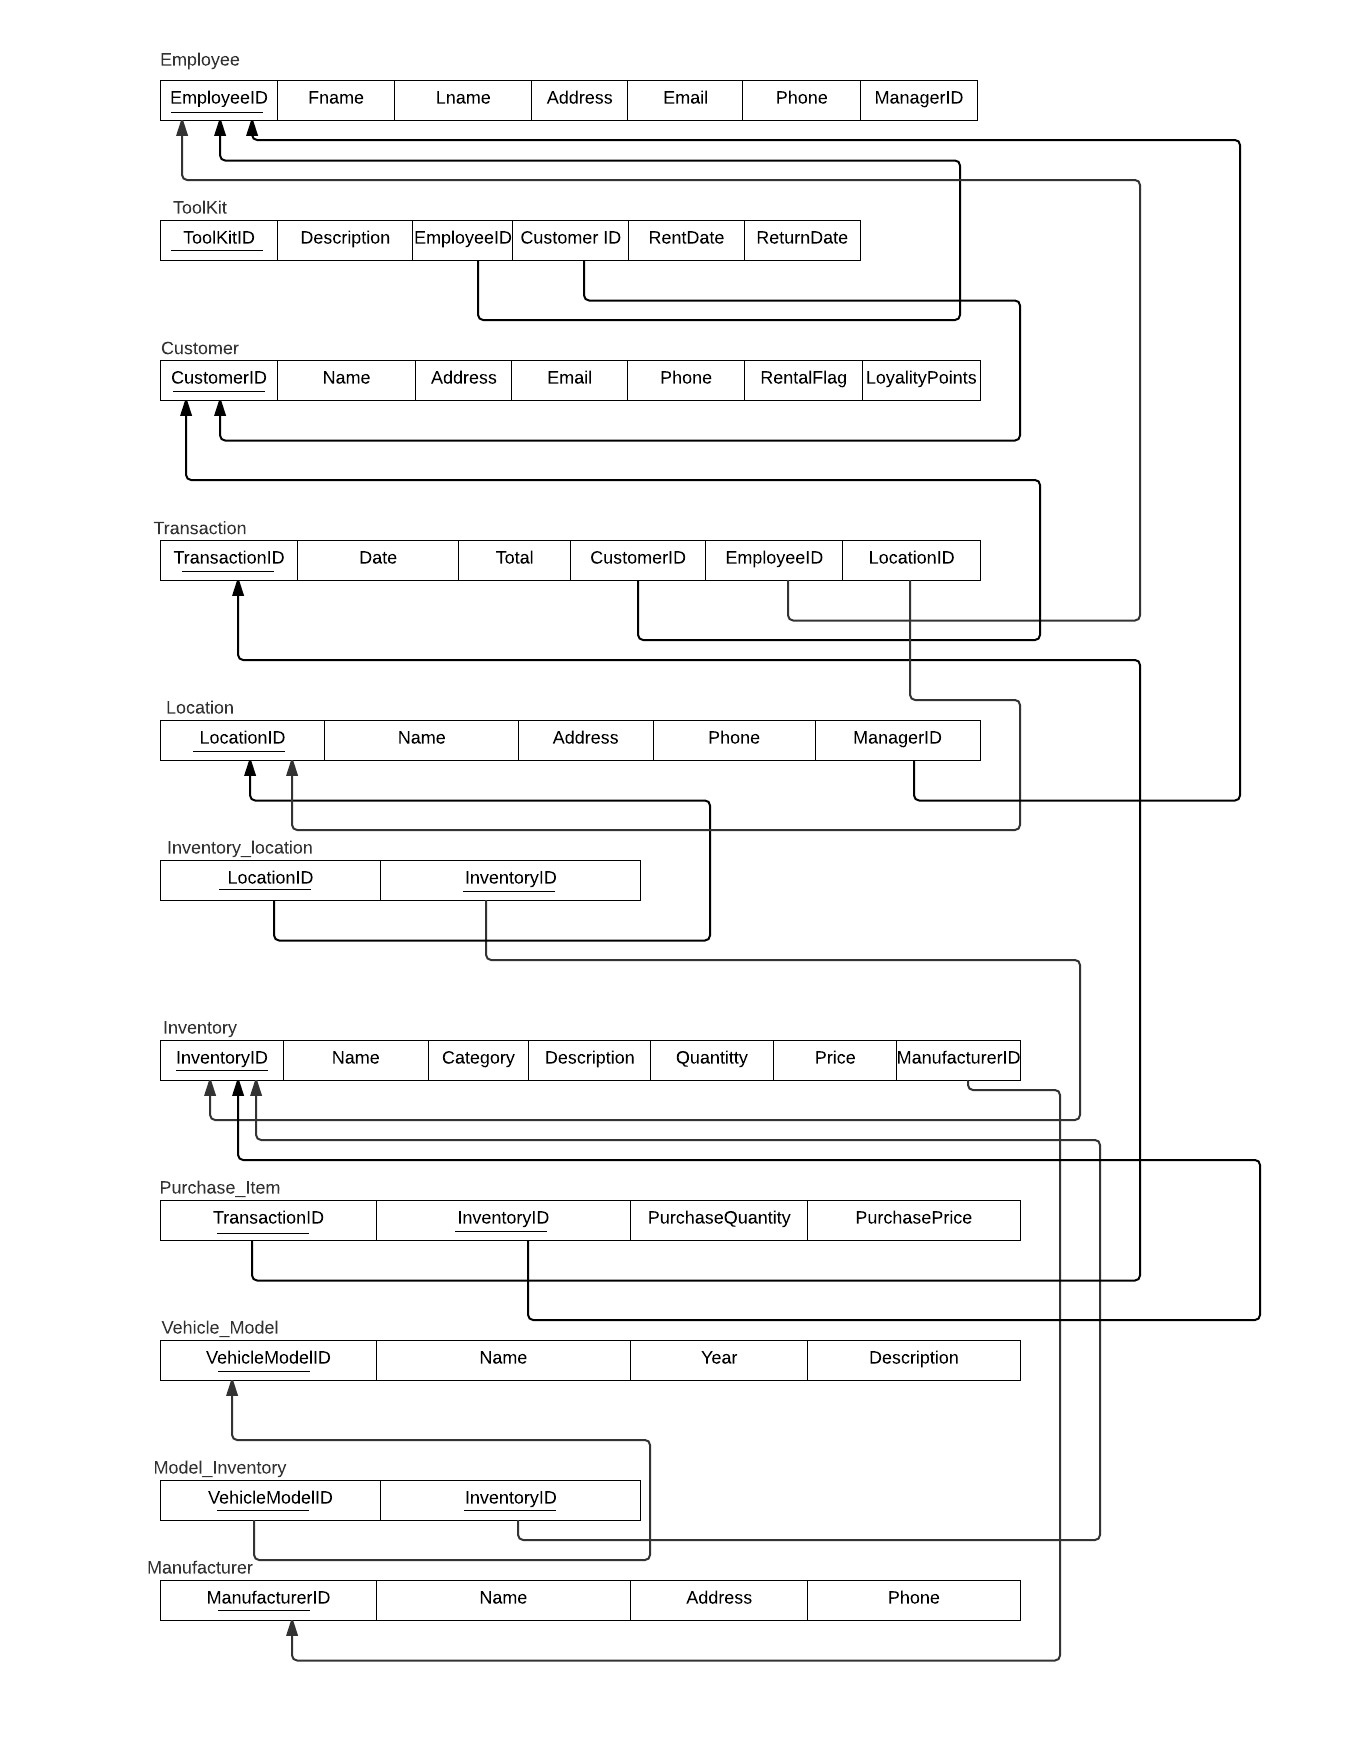 Employee
EmployeeID Fname Lname Address Email Phone ManagerID
ToolKit
ToolKitID Description EmployeeID Customer ID RentDate ReturnDate
Customer
CustomerID Name Address Email Phone RentalFlag LoyalityPoints
Transaction
TransactionID Date Total CustomerID EmployeeID LocationID
Location
LocationID Name Address Phone ManagerID
Inventory_location
LocationID InventoryID
Inventory
InventoryID Name Category Description Quantitty Price ManufacturerID
Purchase_Item
TransactionID InventoryID PurchaseQuantity PurchasePrice
Vehicle_Model
VehicleModelID Name Year Description
Model_Inventory
VehicleModelID InventoryID
Manufacturer
ManufacturerID Name Address Phone